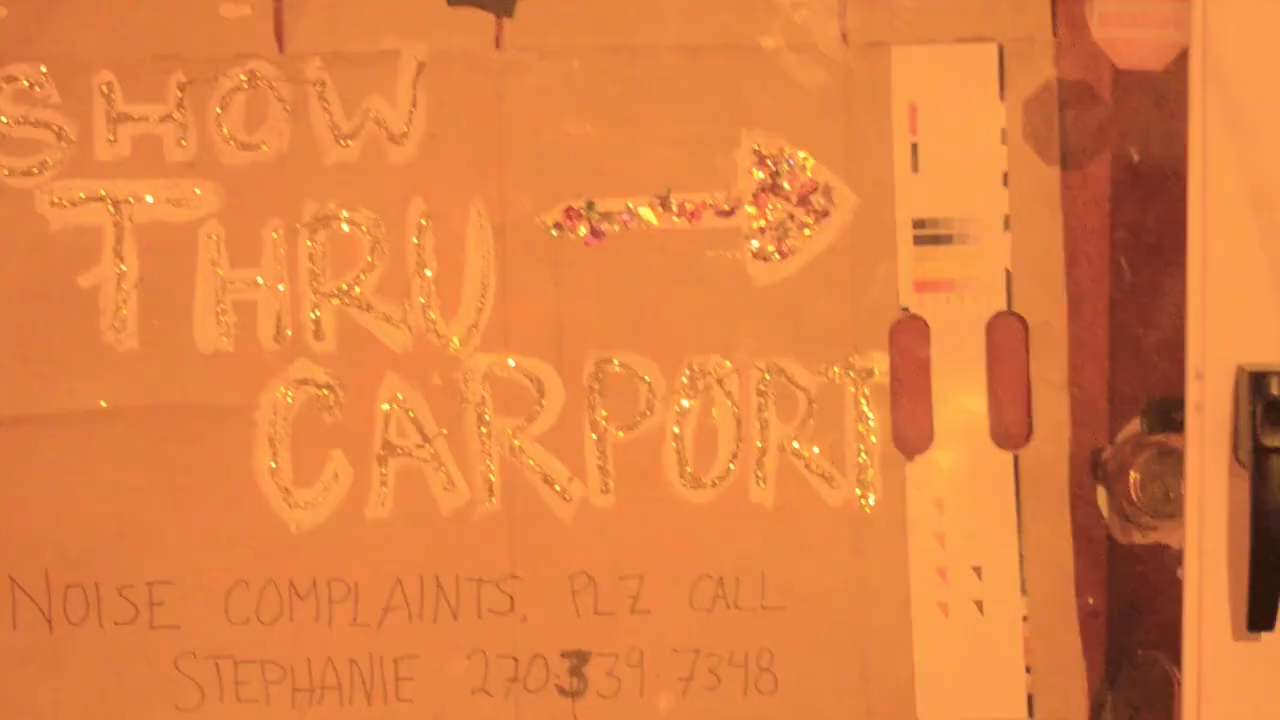 SHOW
THRU
CARPORT
NOISE COMPLAINTS, PLZ CALL
STEPHANIE 270·339·7348